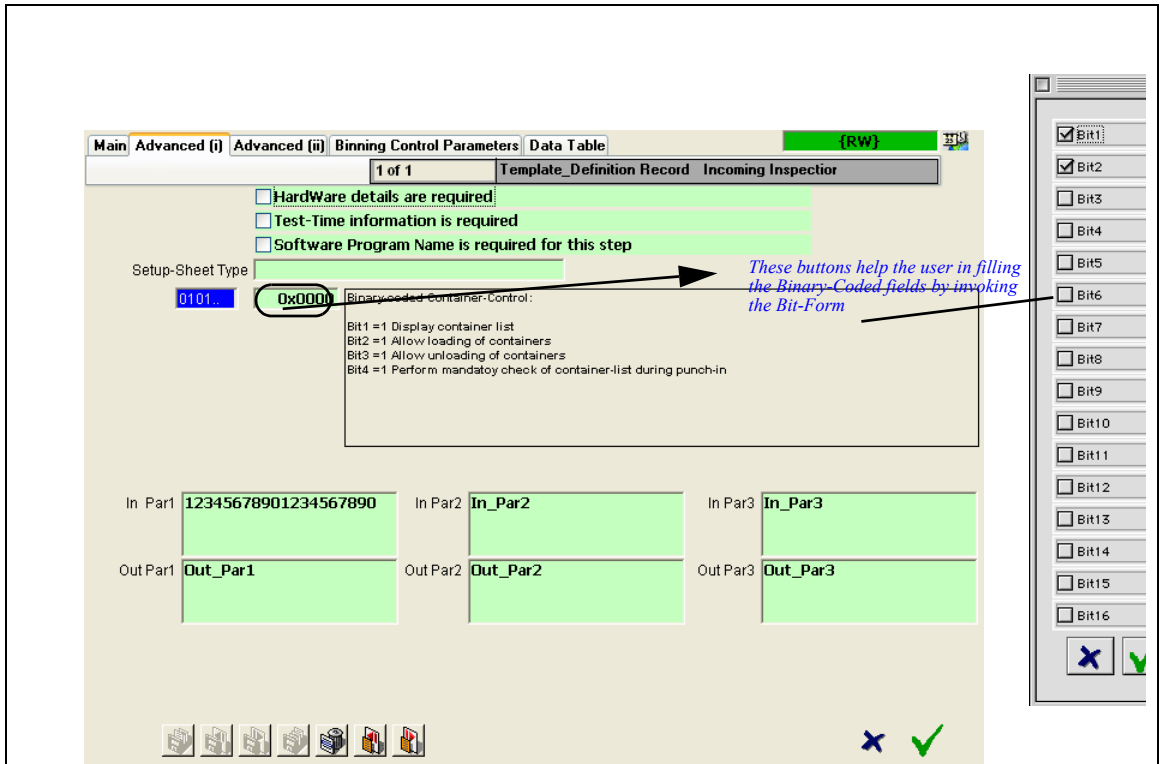 Main Advanced (i) Advanced (ii) Binning Control Parameters Data Table {RW}
1 of 1 Template_Definition Record Incoming Inspectior
HardWare details are required
Test-Time information is required
Software Program Name is required for this step
Setup-Sheet Type
0101.. 0x0000
Binary-coded Container-Control:
Bit1 =1 Display container list
Bit2 =1 Allow loading of containers
Bit3 =1 Allow unloading of containers
Bit4 =1 Perform mandatoy check of container-list during punch-in
These buttons help the user in filling
the Binary-Coded fields by invoking
the Bit-Form
In Par1 12345678901234567890 In Par2 In_Par2 In Par3 In_Par3
Out Par1 Out_Par1 Out Par2 Out_Par2 Out Par3 Out_Par3
Bit1
Bit2
Bit3
Bit4
Bit5
Bit6
Bit7
Bit8
Bit9
Bit10
Bit11
Bit12
Bit13
Bit14
Bit15
Bit16